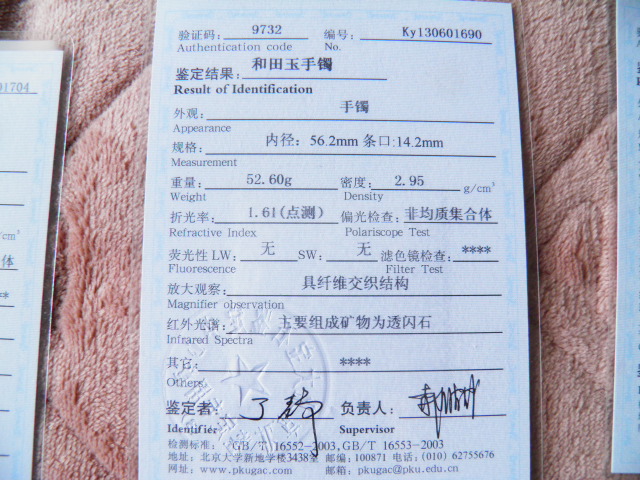 验证码: 9732 编号: Ky130601690
Authentication code No.
鉴定结果: 和田玉手镯
Result of Identification
外观: 手镯
Appearance
规格: 内径: 56.2mm 条口:14.2mm
Measurement
重量: 52.60g 密度: 2.95 g/cm³
Weight Density
折光率: 1.61(点测) 偏光检查: 非均质集合体
Refractive Index Polariscope Test
荧光性 LW: 无 SW: 无 滤色镜检查: ****
Fluorescence Filter Test
放大观察: 具纤维交织结构
Magnifier observation
红外光谱: 主要组成矿物为透闪石
Infrared Spectra
其它: ****
Others
鉴定者: 负责人:
Identifier Supervisor
检测标准: GB/T 16552-2003,GB/T 16553-2003
地址: 北京大学新地学楼3438室 邮编: 100871 电话: (010) 62755676
网址: www.pkugac.com 邮箱: pkugac@pku.edu.cn
01704
/cm³
体
**